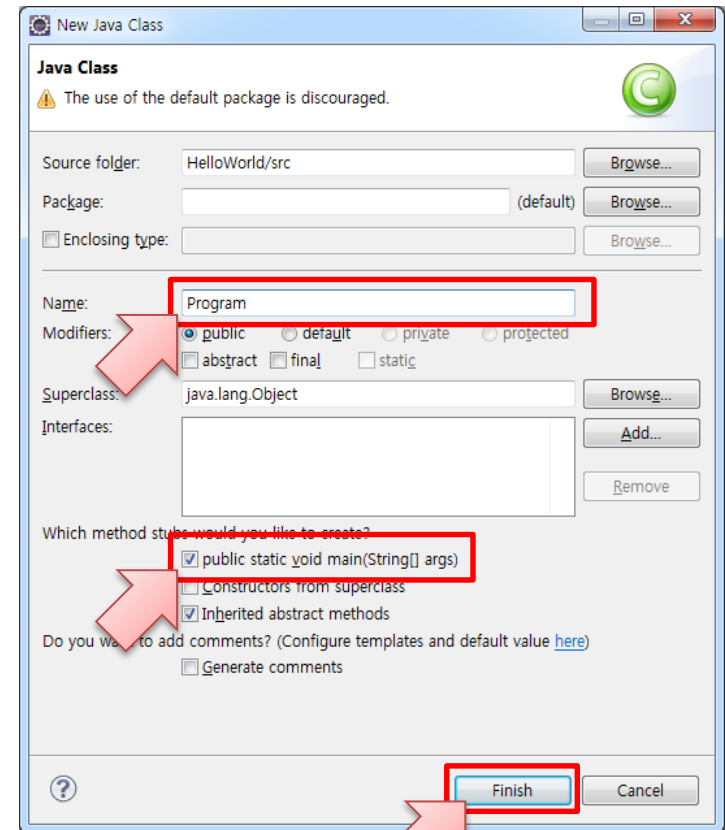 New Java Class
Java Class
The use of the default package is discouraged.
C
Source folder: HelloWorld/src Browse...
Package: (default) Browse...
Enclosing type: Browse...
Name: Program
Modifiers: public default private protected
abstract final static
Superclass: java.lang.Object Browse...
Interfaces: Add...
Remove
Which method stubs would you like to create?
public static void main(String[] args)
Constructors from superclass
Inherited abstract methods
Do you want to add comments? (Configure templates and default value here)
Generate comments
? Finish Cancel